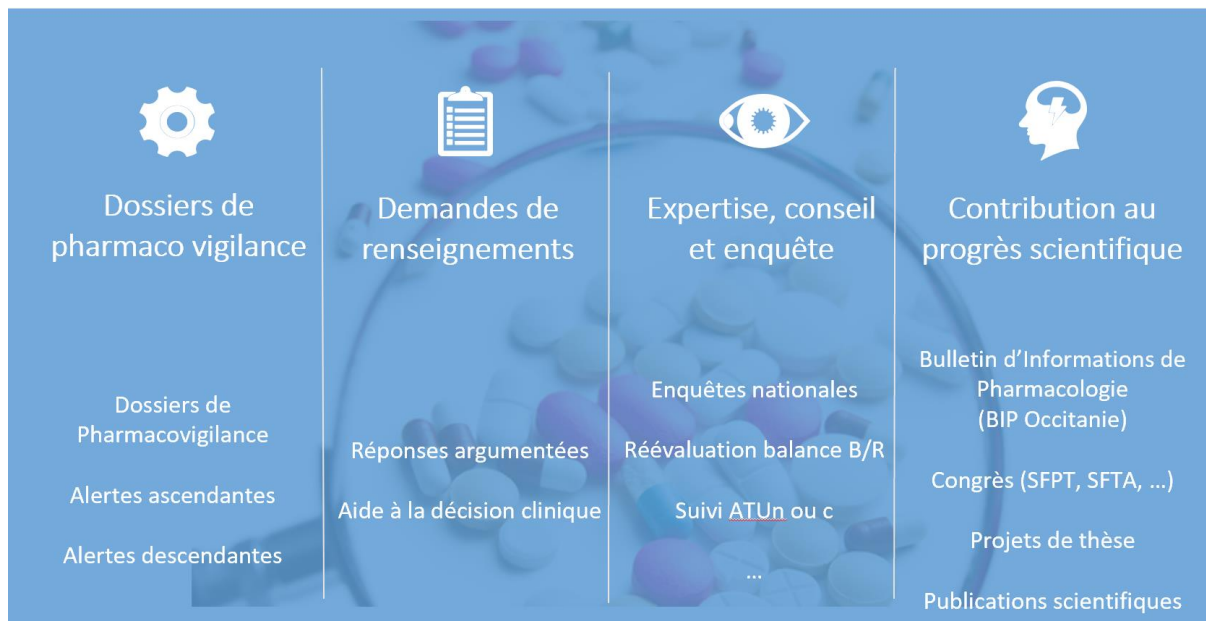 Dossiers de
pharmaco vigilance
Dossiers de
Pharmacovigilance
Alertes ascendantes
Alertes descendantes
Demandes de
renseignements
Réponses argumentées
Aide à la décision clinique
Expertise, conseil
et enquête
Enquêtes nationales
Réévaluation balance B/R
Suivi ATUn ou c
...
Contribution au
progrès scientifique
Bulletin d’Informations de
Pharmacologie
(BIP Occitanie)
Congrès (SFPT, SFTA, ...)
Projets de thèse
Publications scientifiques